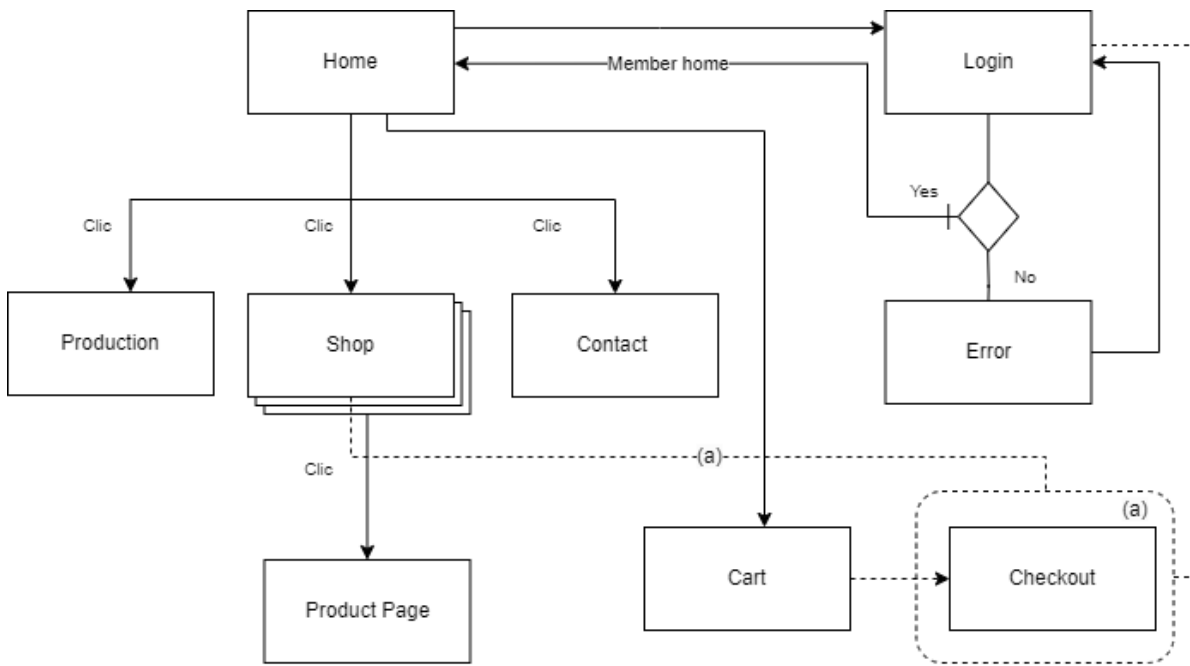 Home
Login
Member home
Yes
Clic
Clic
Clic
No
Production
Shop
Contact
Error
(a)
Clic
(a)
Cart
Checkout
Product Page